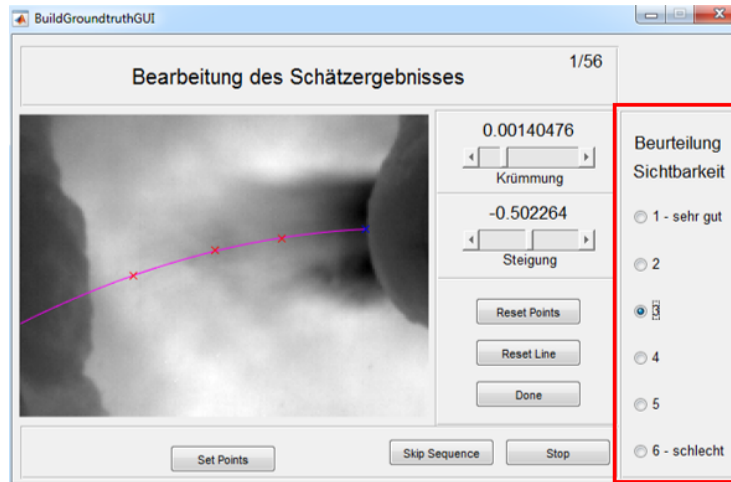 BuildGroundtruthGUI
1/56
Bearbeitung des Schätzergebnisses
0.00140476
Krümmung
-0.502264
Steigung
Reset Points
Reset Line
Done
Set Points
Skip Sequence
Stop
Beurteilung
Sichtbarkeit
1 - sehr gut
2
3
4
5
6 - schlecht